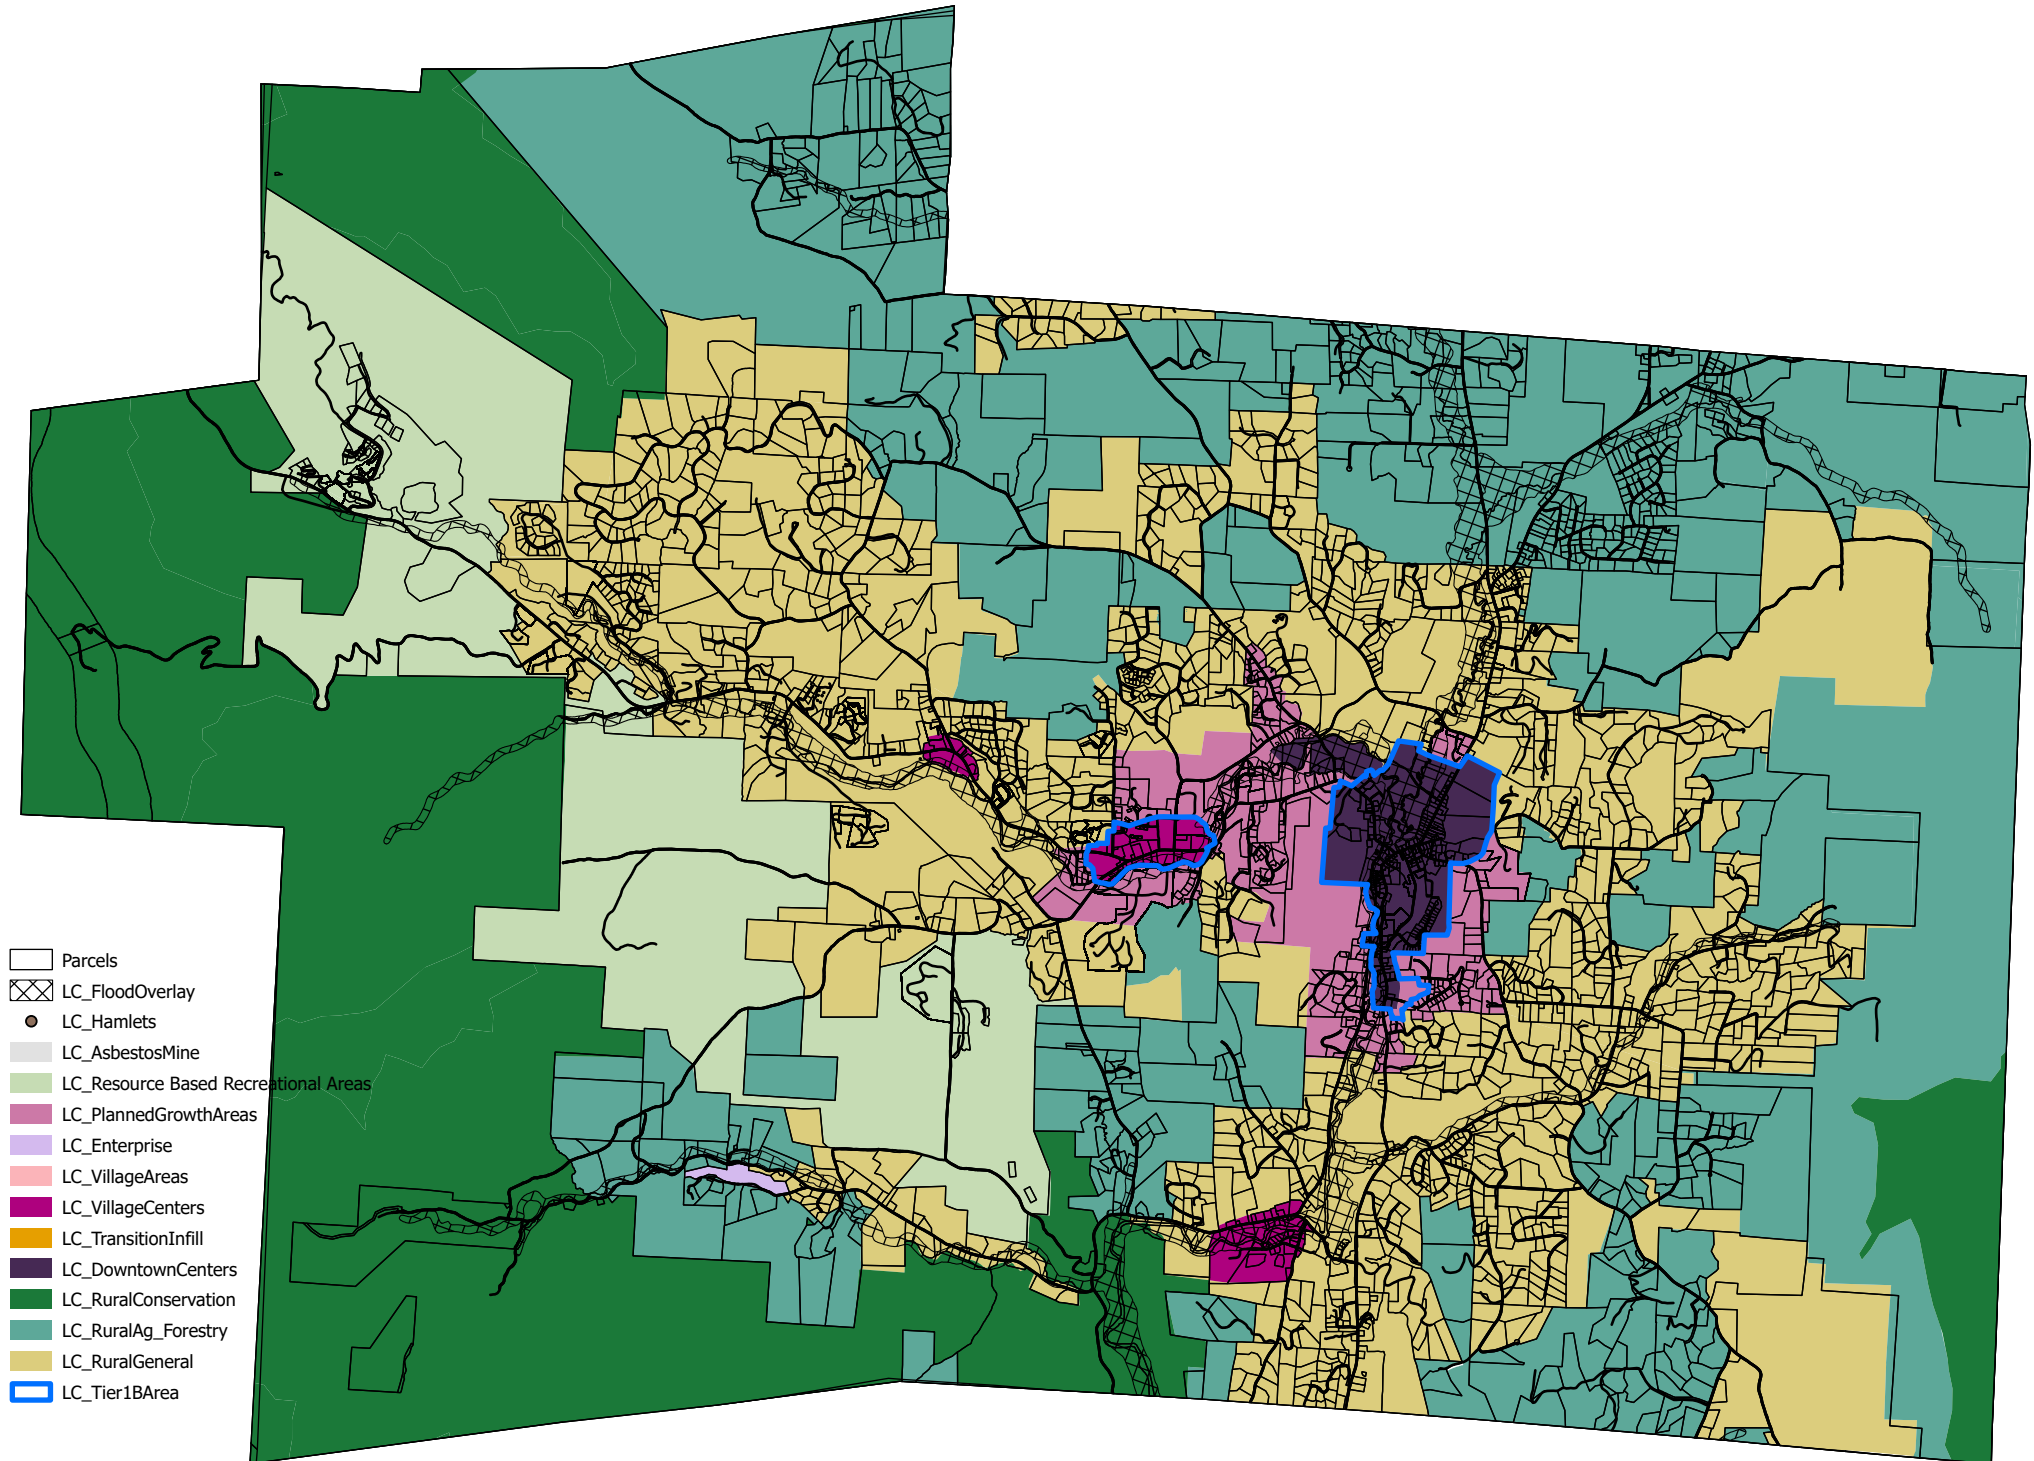 Parcels
LC_FloodOverlay
LC_Hamlets
LC_AsbestosMine
LC_Resource Based Recreational Areas
LC_PlannedGrowthAreas
LC_Enterprise
LC_VillageAreas
LC_VillageCenters
LC_TransitionInfill
LC_DowntownCenters
LC_RuralConservation
LC_RuralAg_Forestry
LC_RuralGeneral
LC_Tier1BArea